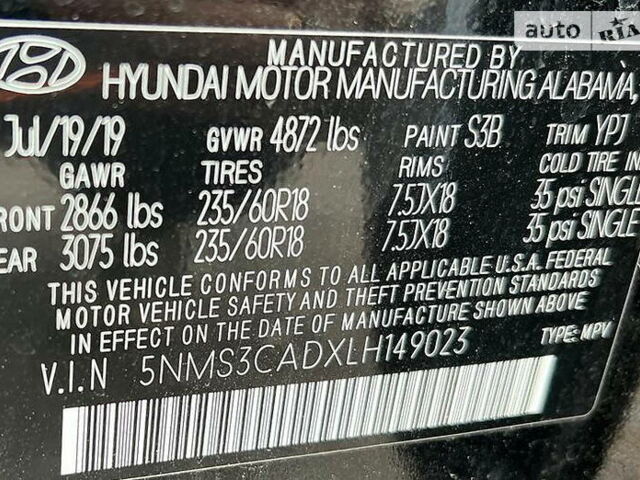 auto RIA
MANUFACTURED BY
HYUNDAI MOTOR MANUFACTURING ALABAMA,
Jul/19/19 GVWR 4872 lbs PAINT S3B TRIM YPJ
GAWR TIRES RIMS COLD TIRE IN
FRONT 2866 lbs 235/60R18 7.5JX18 35 psi SINGLE
EAR 3075 lbs 235/60R18 7.5JX18 35 psi SINGLE
THIS VEHICLE CONFORMS TO ALL APPLICABLE U.S.A. FEDERAL
MOTOR VEHICLE SAFETY AND THEFT PREVENTION STANDARDS
IN EFFECT ON THE DATE OF MANUFACTURE SHOWN ABOVE
V.I.N 5NMS3CADXLH149023 TYPE: MPV